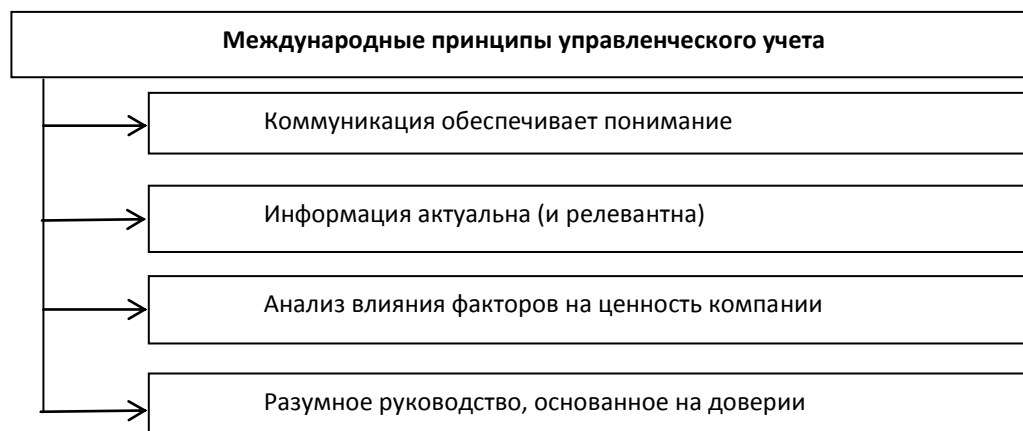 Международные принципы управленческого учета
Коммуникация обеспечивает понимание
Информация актуальна (и релевантна)
Анализ влияния факторов на ценность компании
Разумное руководство, основанное на доверии